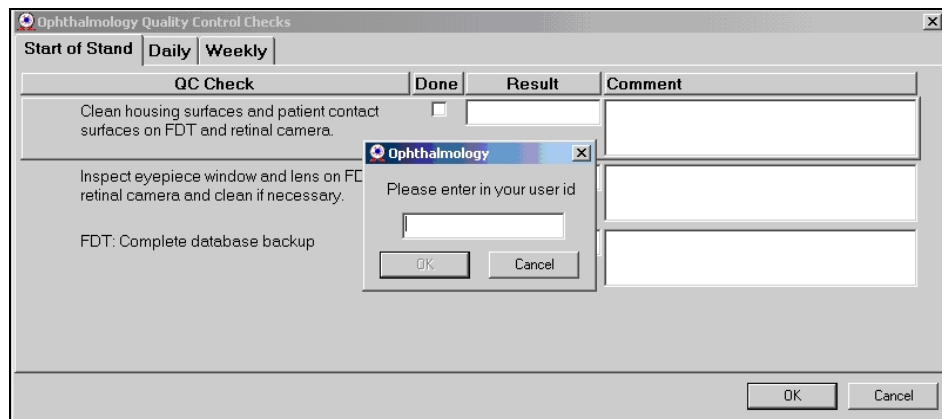 Ophthalmology Quality Control Checks
Start of Stand Daily Weekly
QC Check Done Result Comment
Clean housing surfaces and patient contact
surfaces on FDT and retinal camera.
Ophthalmology
Please enter in your user id
OK Cancel
Inspect eyepiece window and lens on
retinal camera and clean if necessary.
FDT: Complete database backup
OK Cancel